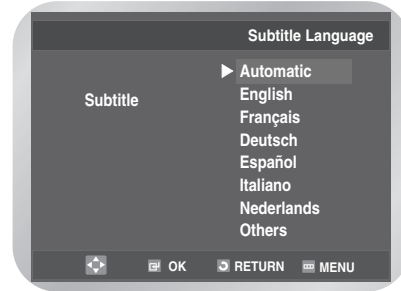 Subtitle Language
Subtitle
Automatic
English
Français
Deutsch
Español
Italiano
Nederlands
Others
OK RETURN MENU